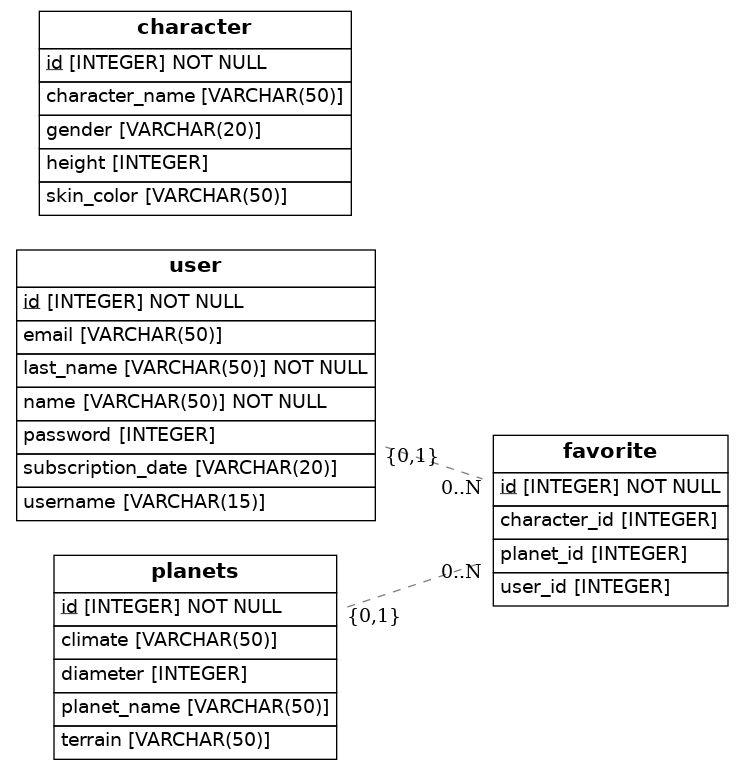 character
id [INTEGER] NOT NULL
character_name [VARCHAR(50)]
gender [VARCHAR(20)]
height [INTEGER]
skin_color [VARCHAR(50)]
user
id [INTEGER] NOT NULL
email [VARCHAR(50)]
last_name [VARCHAR(50)] NOT NULL
name [VARCHAR(50)] NOT NULL
password [INTEGER]
subscription_date [VARCHAR(20)]
username [VARCHAR(15)]
{0,1}
0..N
favorite
id [INTEGER] NOT NULL
character_id [INTEGER]
planet_id [INTEGER]
user_id [INTEGER]
0..N
{0,1}
planets
id [INTEGER] NOT NULL
climate [VARCHAR(50)]
diameter [INTEGER]
planet_name [VARCHAR(50)]
terrain [VARCHAR(50)]